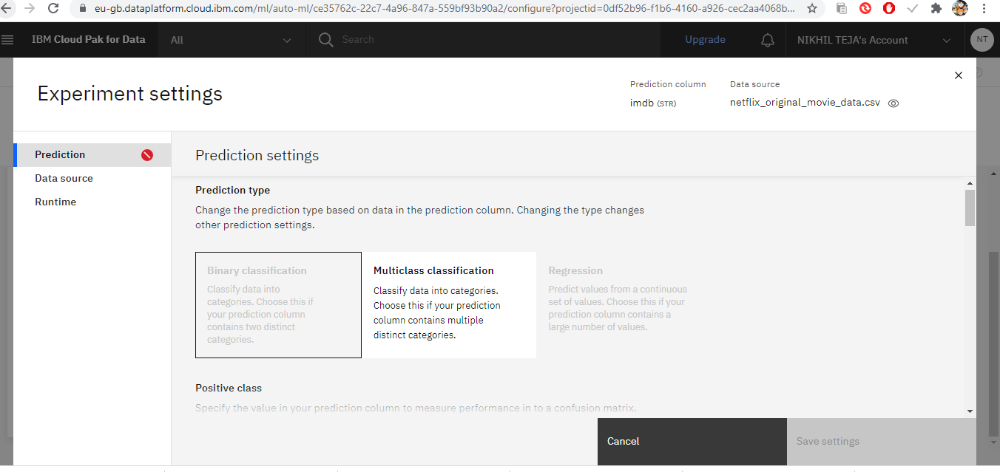 eu-gb.dataplatform.cloud.ibm.com/ml/auto-ml/ce35762c-22c7-4a96-847a-559bf93b90a2/configure?projectid=0df52b96-f1b6-4160-a926-cec2aa4068b...
IBM Cloud Pak for Data All Search Upgrade NIKHIL TEJA's Account NT
Experiment settings
Prediction column Data source
imdb (STR) netflix_original_movie_data.csv
Prediction
Data source
Runtime
Prediction settings
Prediction type
Change the prediction type based on data in the prediction column. Changing the type changes
other prediction settings.
Binary classification
Classify data into
categories. Choose this if
your prediction column
contains two distinct
categories.
Multiclass classification
Classify data into categories.
Choose this if your prediction
column contains multiple
distinct categories.
Regression
Predict values from a continuous
set of values. Choose this if your
prediction column contains a
large number of values.
Positive class
Specify the value in your prediction column to measure performance in to a confusion matrix.
Cancel Save settings